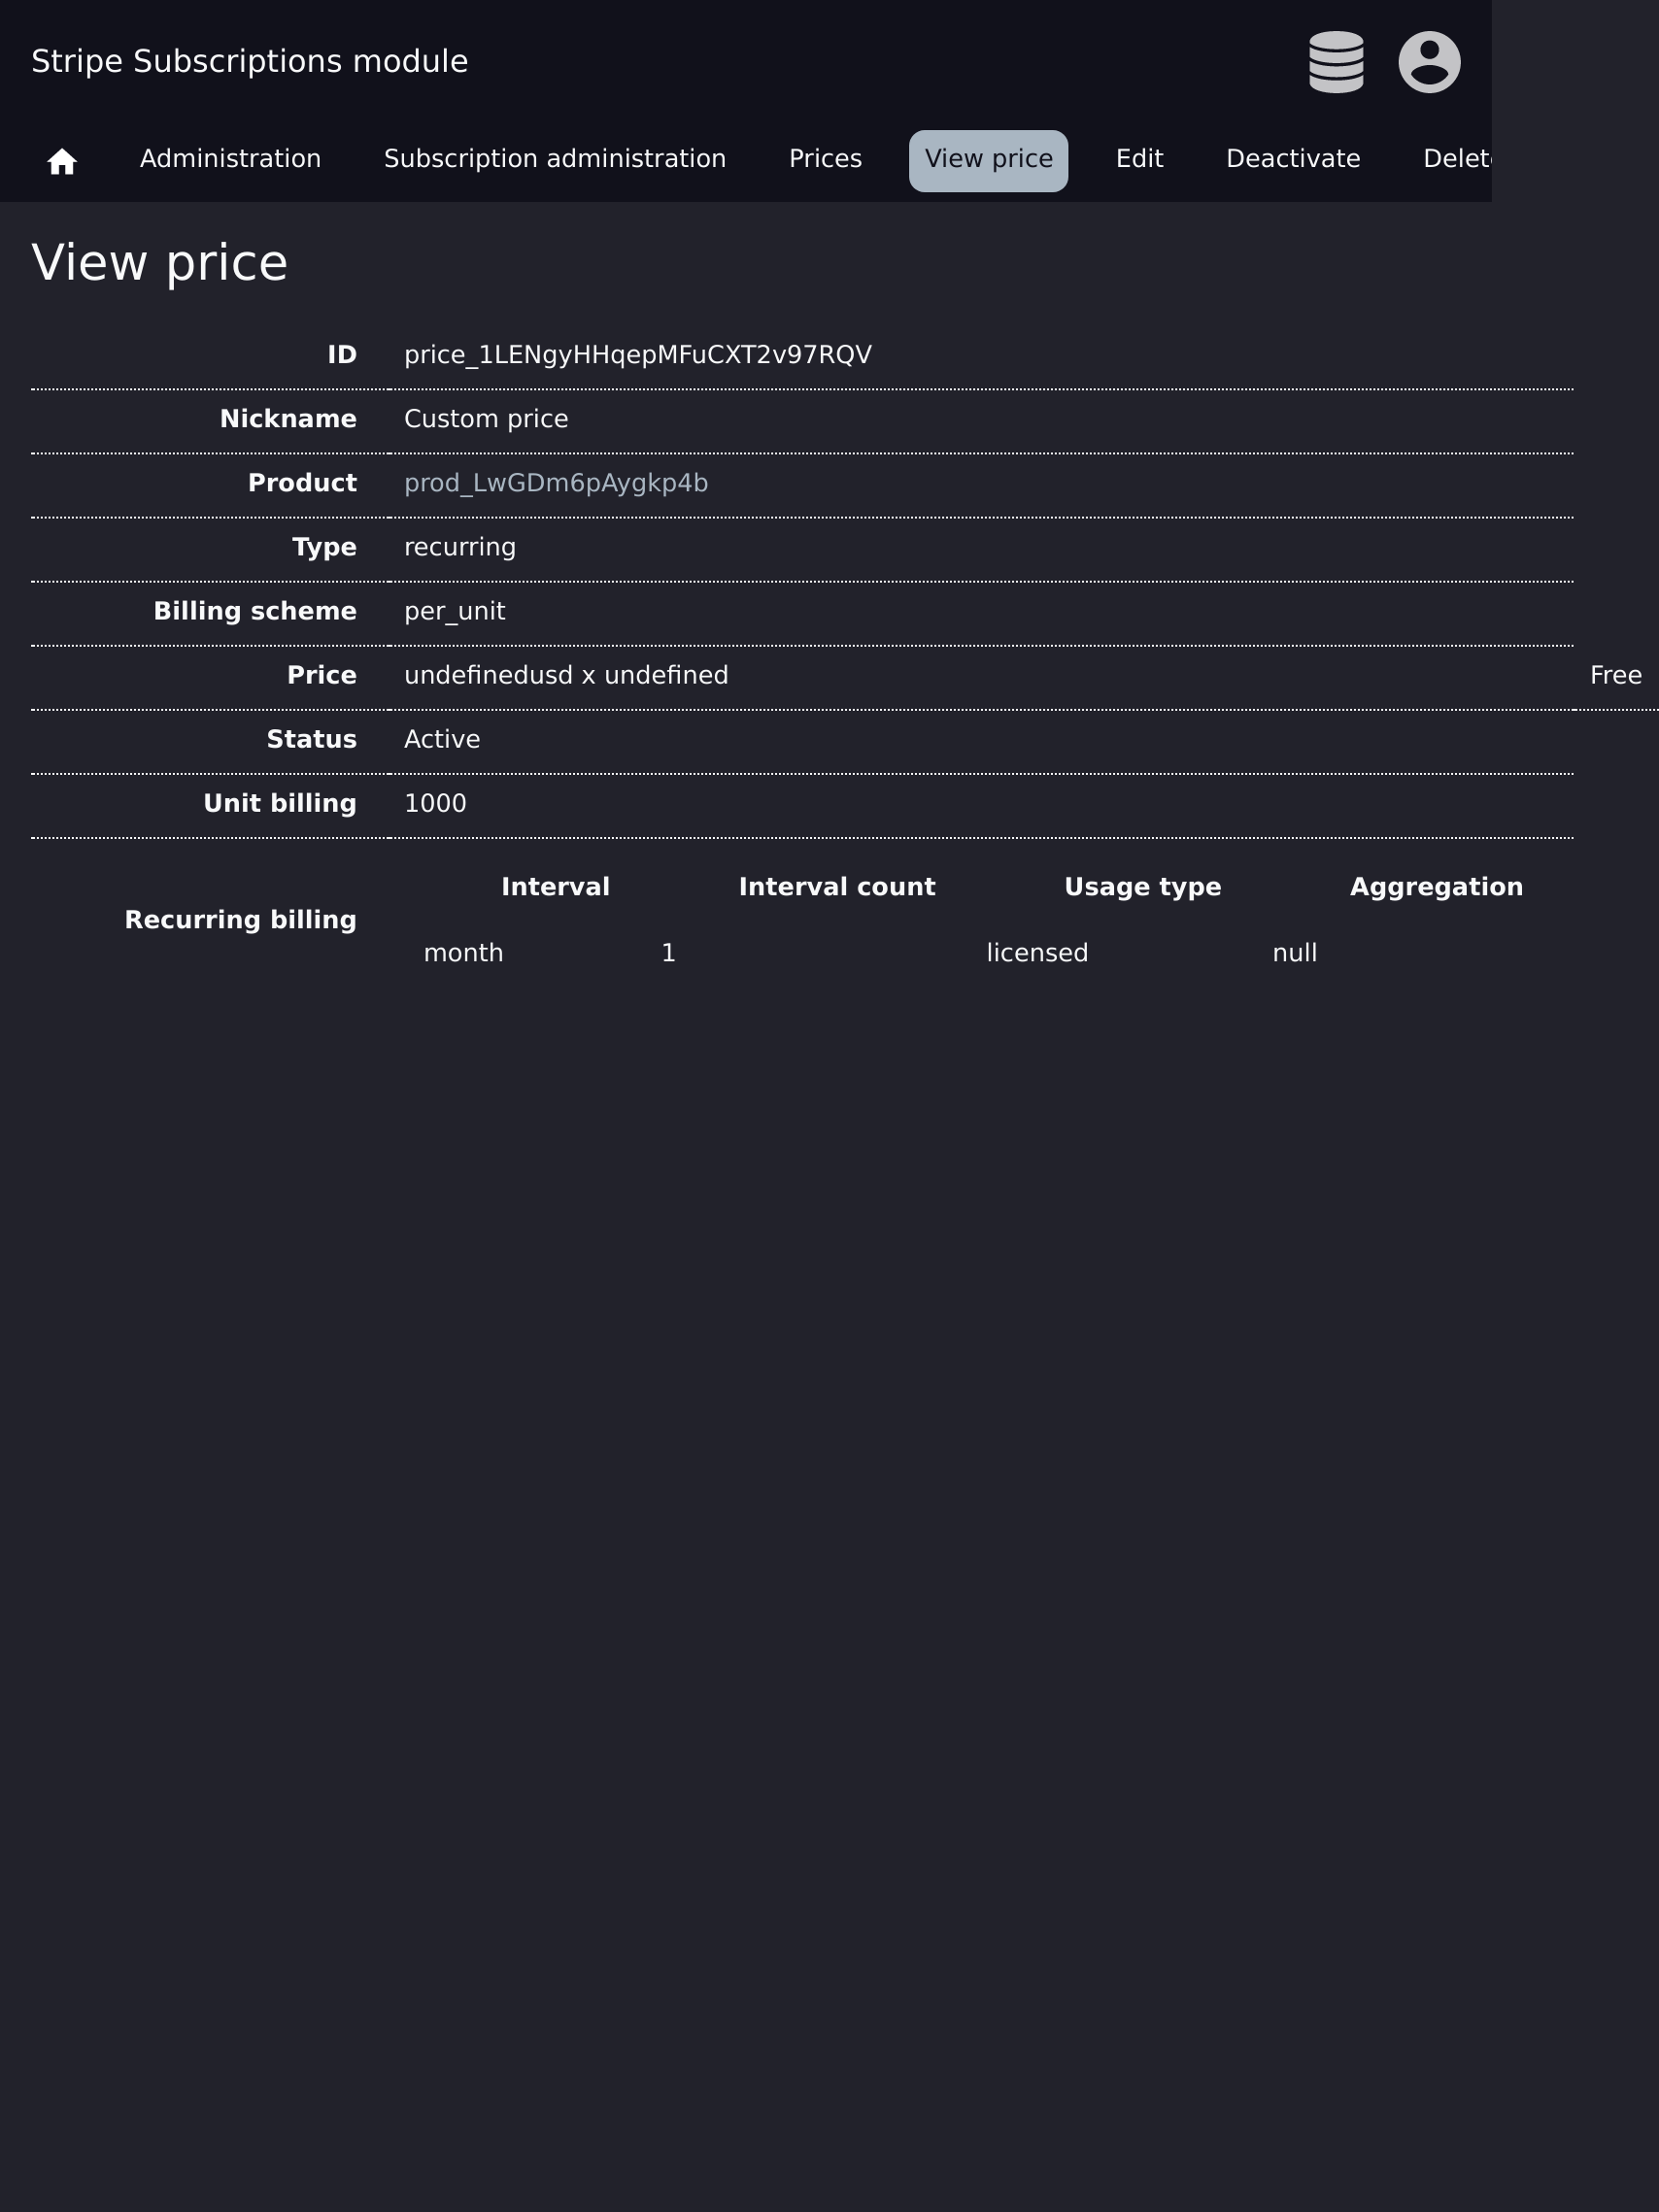 Stripe Subscriptions module
Administration Subscription administration Prices View price Edit Deactivate Delete
View price
ID price_1LENgyHHqepMFuCXT2v97RQV
Nickname Custom price
Product prod_LwGDm6pAygkp4b
Type recurring
Billing scheme per_unit
Price undefinedusd x undefined Free
Status Active
Unit billing 1000
Interval Interval count Usage type Aggregation
Recurring billing
month 1 licensed null